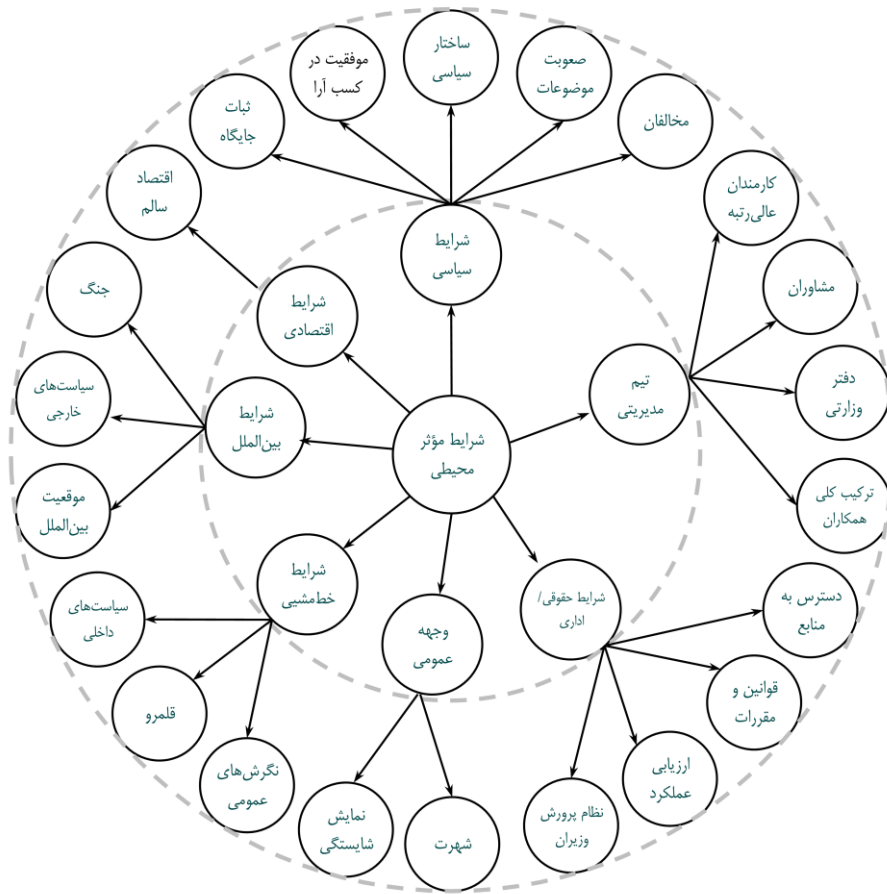 ساختار
سیاسی
صعوبت
موضوعات
موفقیت در
کسب آرا
مخالفان
ثبات
جایگاه
کارمندان
عالی‌رتبه
اقتصاد
سالم
شرایط
سیاسی
مشاوران
جنگ
شرایط
اقتصادی
تیم
مدیریتی
دفتر
وزارتی
سیاست‌های
خارجی
شرایط
بین‌الملل
شرایط مؤثر
محیطی
ترکیب کلی
همکاران
موقعیت
بین‌الملل
شرایط
خط‌مشیی
شرایط حقوقی/
اداری
دسترس به
منابع
سیاست‌های
داخلی
وجهه
عمومی
قوانین و
مقررات
قلمرو
ارزیابی
عملکرد
نگرش‌های
عمومی
نظام پرورش
وزیران
نمایش
شایستگی
شهرت